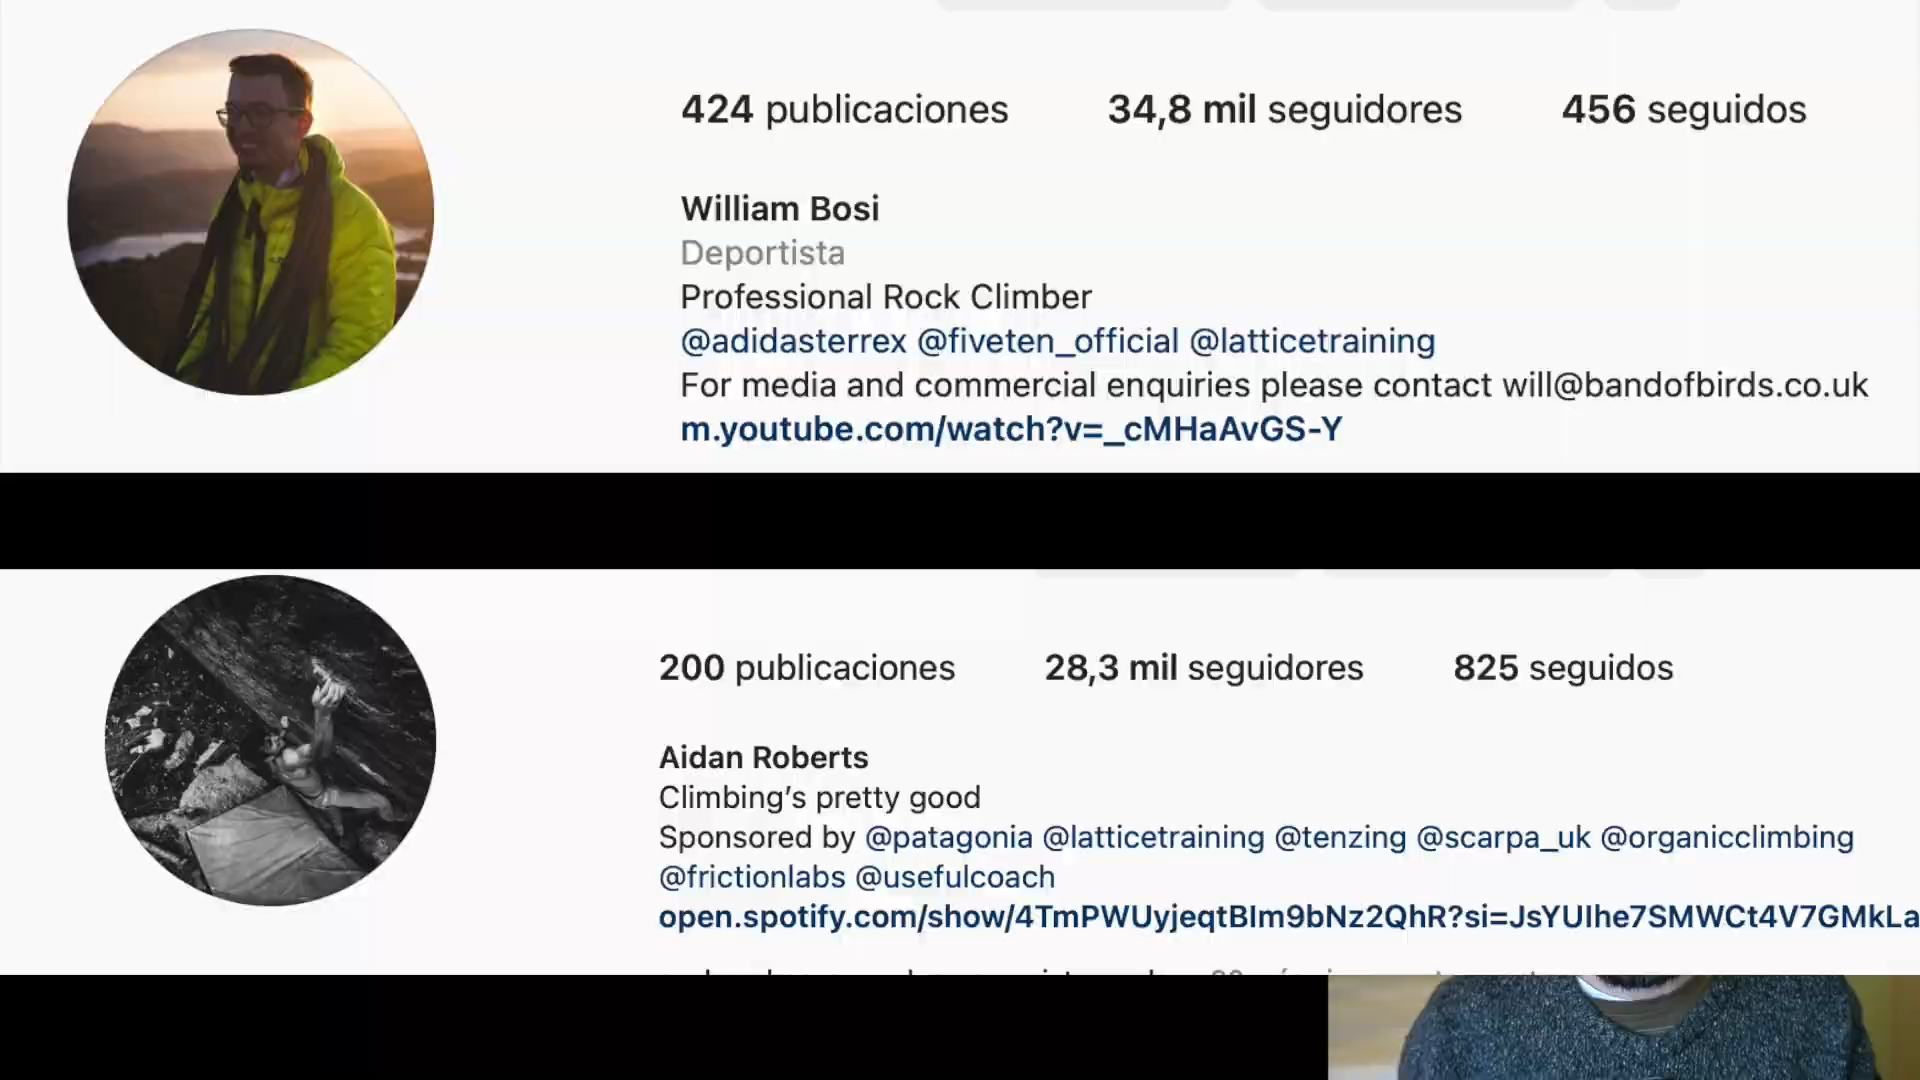 424 publicaciones 34,8 mil seguidores 456 seguidos
William Bosi
Deportista
Professional Rock Climber
@adidasterrex @fiveten_official @latticetraining
For media and commercial enquiries please contact will@bandofbirds.co.uk
m.youtube.com/watch?v=_cMHaAvGS-Y
200 publicaciones 28,3 mil seguidores 825 seguidos
Aidan Roberts
Climbing’s pretty good
Sponsored by @patagonia @latticetraining @tenzing @scarpa_uk @organicclimbing
@frictionlabs @usefulcoach
open.spotify.com/show/4TmPWUyjeqtBIm9bNz2QhR?si=JsYUIhe7SMWCt4V7GMkLa